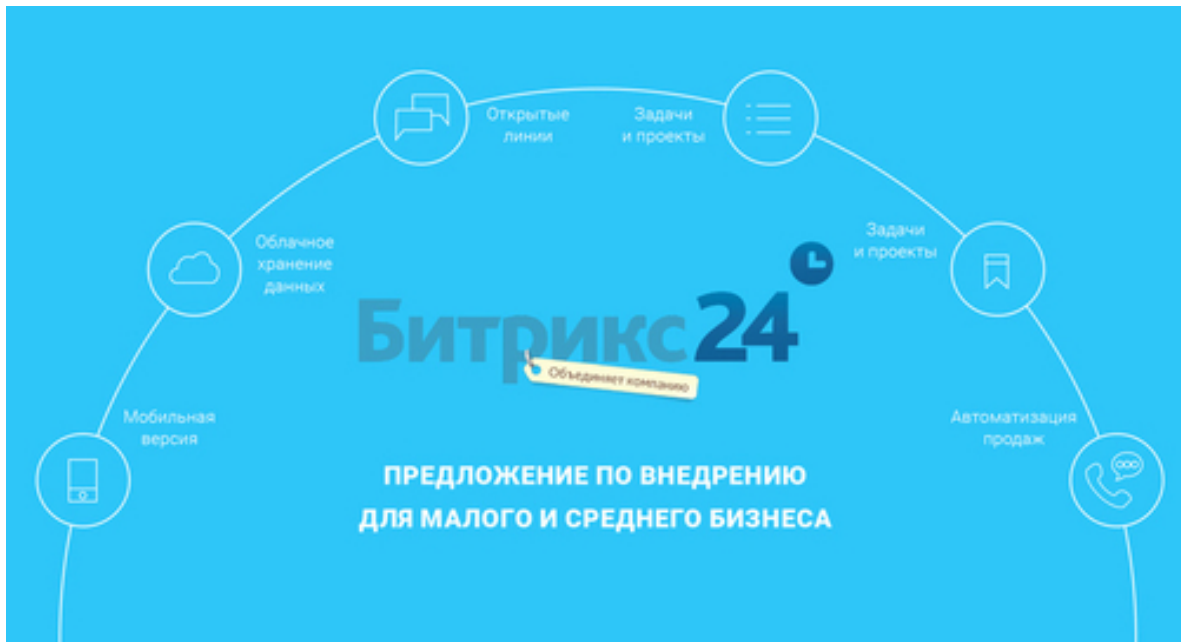 Открытые
линии
Задачи
и проекты
Облачное
хранение
данных
Задачи
и проекты
Битрикс24
Объединяет компанию
Мобильная
версия
Автоматизация
продаж
ПРЕДЛОЖЕНИЕ ПО ВНЕДРЕНИЮ
ДЛЯ МАЛОГО И СРЕДНЕГО БИЗНЕСА